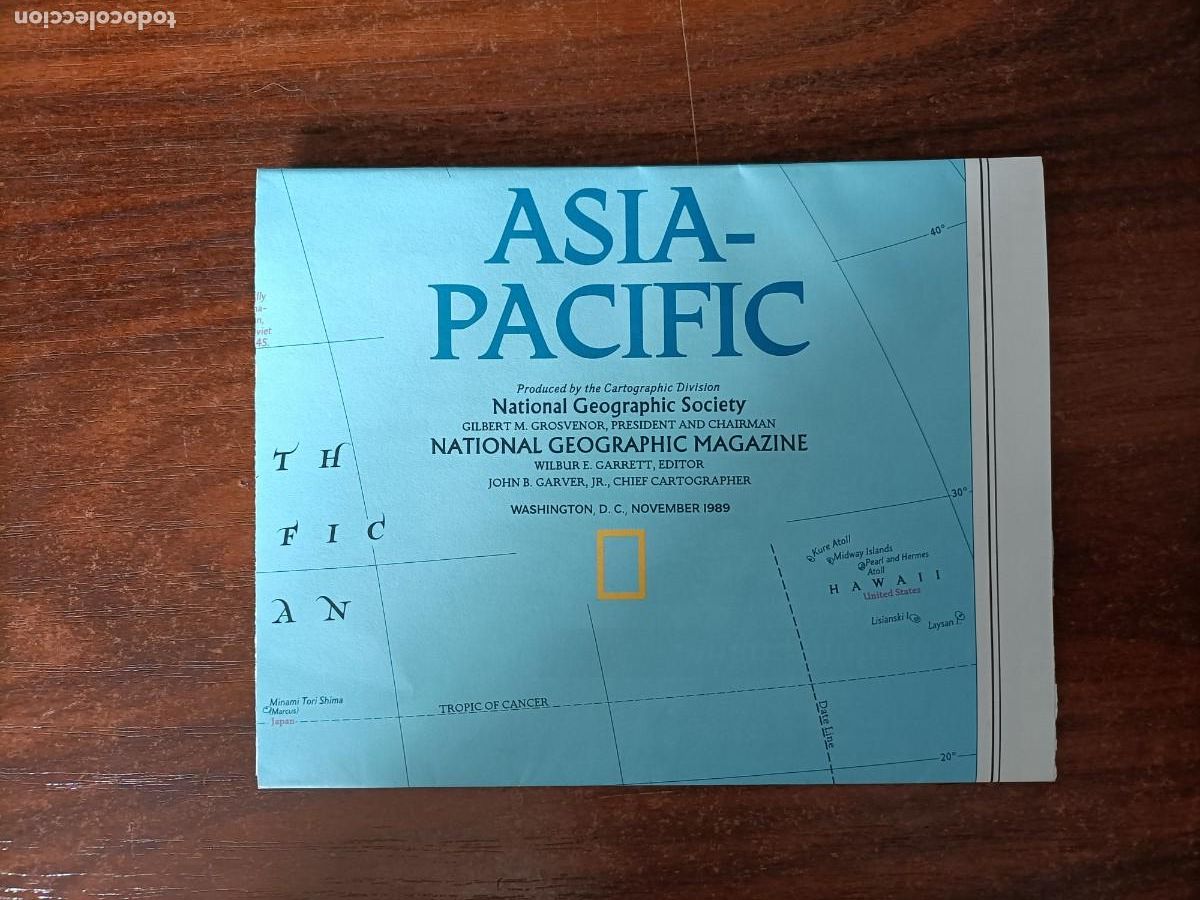 todocoleccion
ASIA-
PACIFIC
Produced by the Cartographic Division
National Geographic Society
GILBERT M. GROSVENOR, PRESIDENT AND CHAIRMAN
NATIONAL GEOGRAPHIC MAGAZINE
WILBUR E. GARRETT, EDITOR
JOHN B. GARVER, JR., CHIEF CARTOGRAPHER
WASHINGTON, D. C., NOVEMBER 1989
40°
45.
T H
F I C
A N
30°
Kure Atoll
Midway Islands
Pearl and Hermes
Atoll
H A W A I I
United States
Lisianski I.
Laysan I.
Minami Tori Shima
(Marcus)
Japan
TROPIC OF CANCER
Date Line
20°